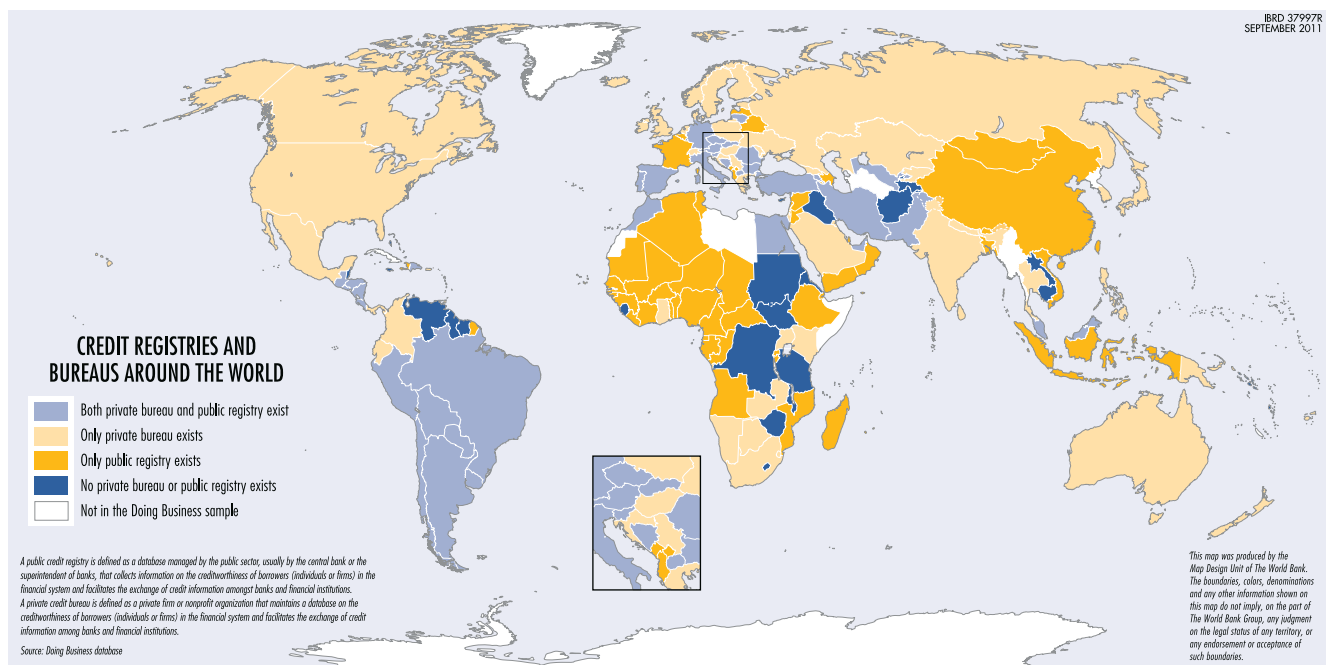 IBRD 37997R
SEPTEMBER 2011
CREDIT REGISTRIES AND
BUREAUS AROUND THE WORLD
Both private bureau and public registry exist
Only private bureau exists
Only public registry exists
No private bureau or public registry exists
Not in the Doing Business sample
A public credit registry is defined as a database managed by the public sector, usually by the central bank or the
superintendent of banks, that collects information on the creditworthiness of borrowers (individuals or firms) in the
financial system and facilitates the exchange of credit information amongst banks and financial institutions.
A private credit bureau is defined as a private firm or nonprofit organization that maintains a database on the
creditworthiness of borrowers (individuals or firms) in the financial system and facilitates the exchange of credit
information among banks and financial institutions.
Source: Doing Business database
This map was produced by the
Map Design Unit of The World Bank.
The boundaries, colors, denominations
and any other information shown on
this map do not imply, on the part of
The World Bank Group, any judgment
on the legal status of any territory, or
any endorsement or acceptance of
such boundaries.